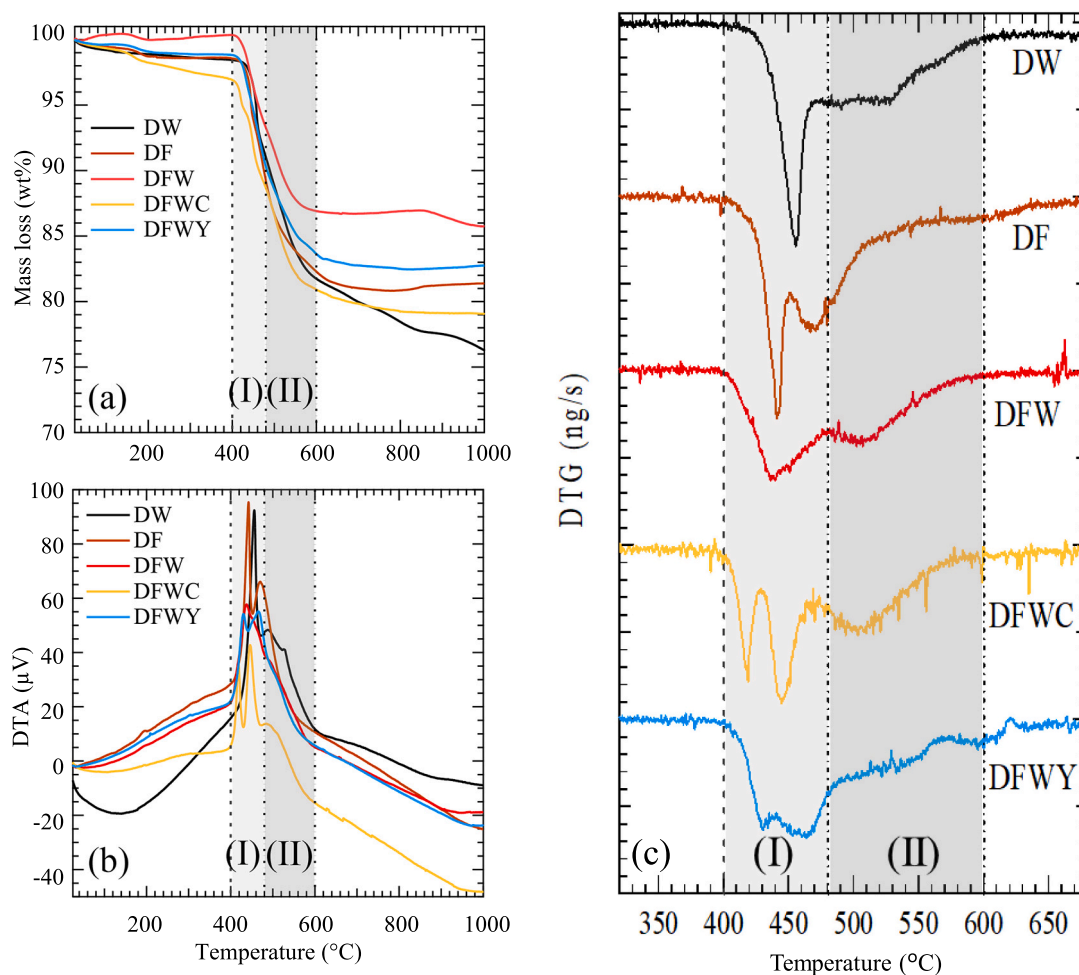 100
95
90
85
80
75
70
Mass loss (wt%)
DW
DF
DFW
DFWC
DFWY
(a)
(I)
(II)
200
400
600
800
1000
100
80
60
40
20
0
-20
-40
DTA (µV)
DW
DF
DFW
DFWC
DFWY
(b)
(I)
(II)
200
400
600
800
1000
Temperature (°C)
DTG (ng/s)
DW
DF
DFW
DFWC
DFWY
(c)
(I)
(II)
350
400
450
500
550
600
650
Temperature (°C)